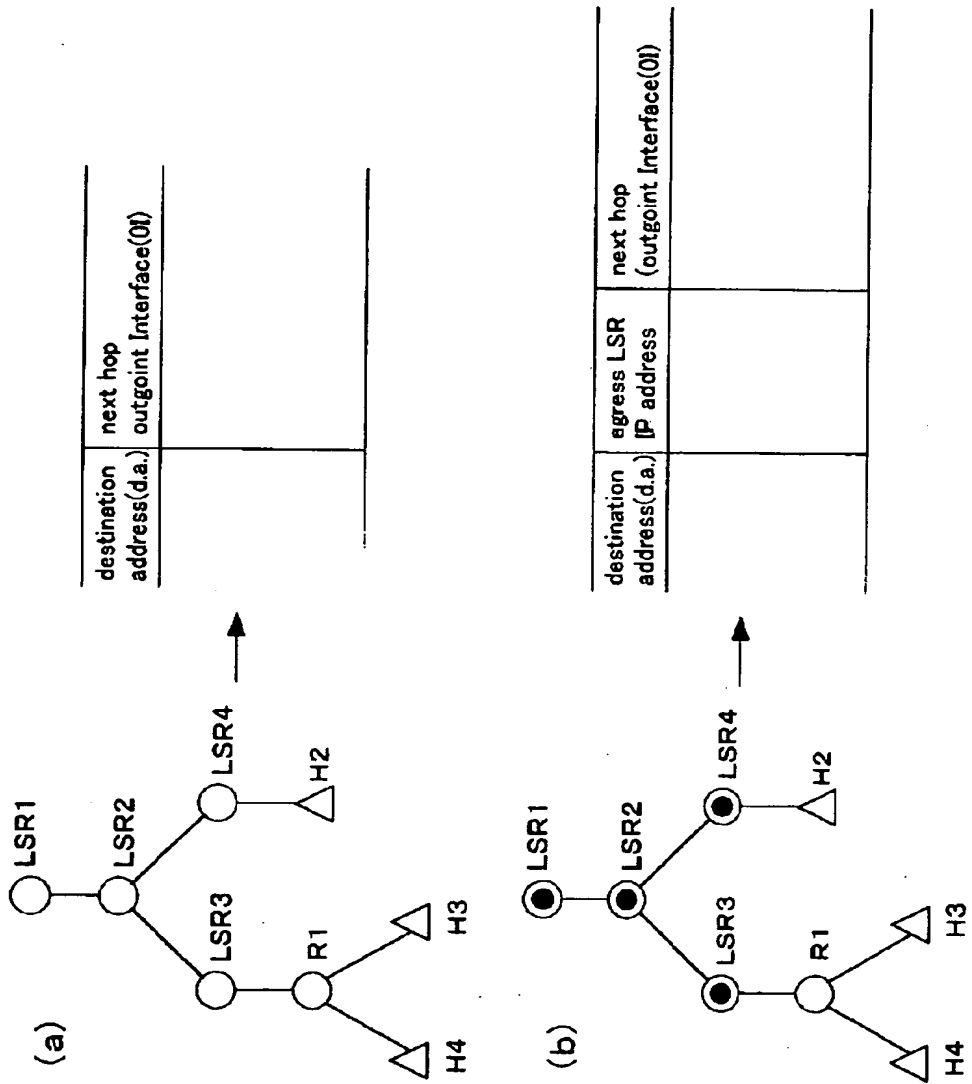 (a)
LSR1
LSR2
LSR3
LSR4
R1
H2
H3
H4
destination
address(d.a.)
next hop
outgoint Interface(OI)
(b)
LSR1
LSR2
LSR3
LSR4
R1
H2
H3
H4
destination
address(d.a.)
egress LSR
IP address
next hop
(outgoint Interface(OI)